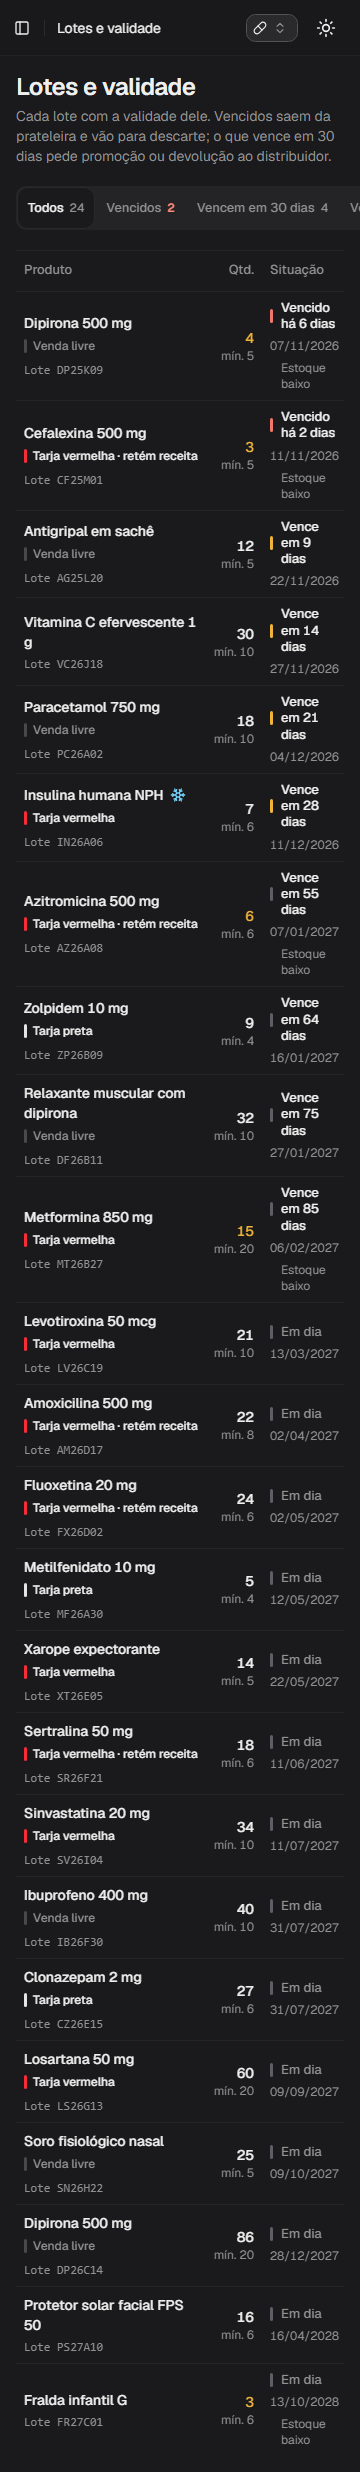 Lotes e validade
Lotes e validade
Cada lote com a validade dele. Vencidos saem da
prateleira e vão para descarte; o que vence em 30
dias pede promoção ou devolução ao distribuidor.
Todos 24 Vencidos 2 Vencem em 30 dias 4
Produto Qtd. Situação
Dipirona 500 mg
Venda livre
Lote DP25K09
4
mín. 5
Vencido
há 6 dias
07/11/2026
Estoque
baixo
Cefalexina 500 mg
Tarja vermelha · retém receita
Lote CF25M01
3
mín. 5
Vencido
há 2 dias
11/11/2026
Estoque
baixo
Antigripal em sachê
Venda livre
Lote AG25L20
12
mín. 5
Vence
em 9
dias
22/11/2026
Vitamina C efervescente 1
g
Lote VC26J18
30
mín. 10
Vence
em 14
dias
27/11/2026
Paracetamol 750 mg
Venda livre
Lote PC26A02
18
mín. 10
Vence
em 21
dias
04/12/2026
Insulina humana NPH
Tarja vermelha
Lote IN26A06
7
mín. 6
Vence
em 28
dias
11/12/2026
Azitromicina 500 mg
Tarja vermelha · retém receita
Lote AZ26A08
6
mín. 6
Vence
em 55
dias
07/01/2027
Estoque
baixo
Zolpidem 10 mg
Tarja preta
Lote ZP26B09
9
mín. 4
Vence
em 64
dias
16/01/2027
Relaxante muscular com
dipirona
Venda livre
Lote DF26B11
32
mín. 10
Vence
em 75
dias
27/01/2027
Metformina 850 mg
Tarja vermelha
Lote MT26B27
15
mín. 20
Vence
em 85
dias
06/02/2027
Estoque
baixo
Levotiroxina 50 mcg
Tarja vermelha
Lote LV26C19
21
mín. 10
Em dia
13/03/2027
Amoxicilina 500 mg
Tarja vermelha · retém receita
Lote AM26D17
22
mín. 8
Em dia
02/04/2027
Fluoxetina 20 mg
Tarja vermelha · retém receita
Lote FX26D02
24
mín. 6
Em dia
02/05/2027
Metilfenidato 10 mg
Tarja preta
Lote MF26A30
5
mín. 4
Em dia
12/05/2027
Xarope expectorante
Tarja vermelha
Lote XT26E05
14
mín. 5
Em dia
22/05/2027
Sertralina 50 mg
Tarja vermelha · retém receita
Lote SR26F21
18
mín. 6
Em dia
11/06/2027
Sinvastatina 20 mg
Tarja vermelha
Lote SV26I04
34
mín. 10
Em dia
11/07/2027
Ibuprofeno 400 mg
Venda livre
Lote IB26F30
40
mín. 10
Em dia
31/07/2027
Clonazepam 2 mg
Tarja preta
Lote CZ26E15
27
mín. 6
Em dia
31/07/2027
Losartana 50 mg
Tarja vermelha
Lote LS26G13
60
mín. 20
Em dia
09/09/2027
Soro fisiológico nasal
Venda livre
Lote SN26H22
25
mín. 5
Em dia
09/10/2027
Dipirona 500 mg
Venda livre
Lote DP26C14
86
mín. 20
Em dia
28/12/2027
Protetor solar facial FPS
50
Lote PS27A10
16
mín. 6
Em dia
16/04/2028
Fralda infantil G
Lote FR27C01
3
mín. 6
Em dia
13/10/2028
Estoque
baixo